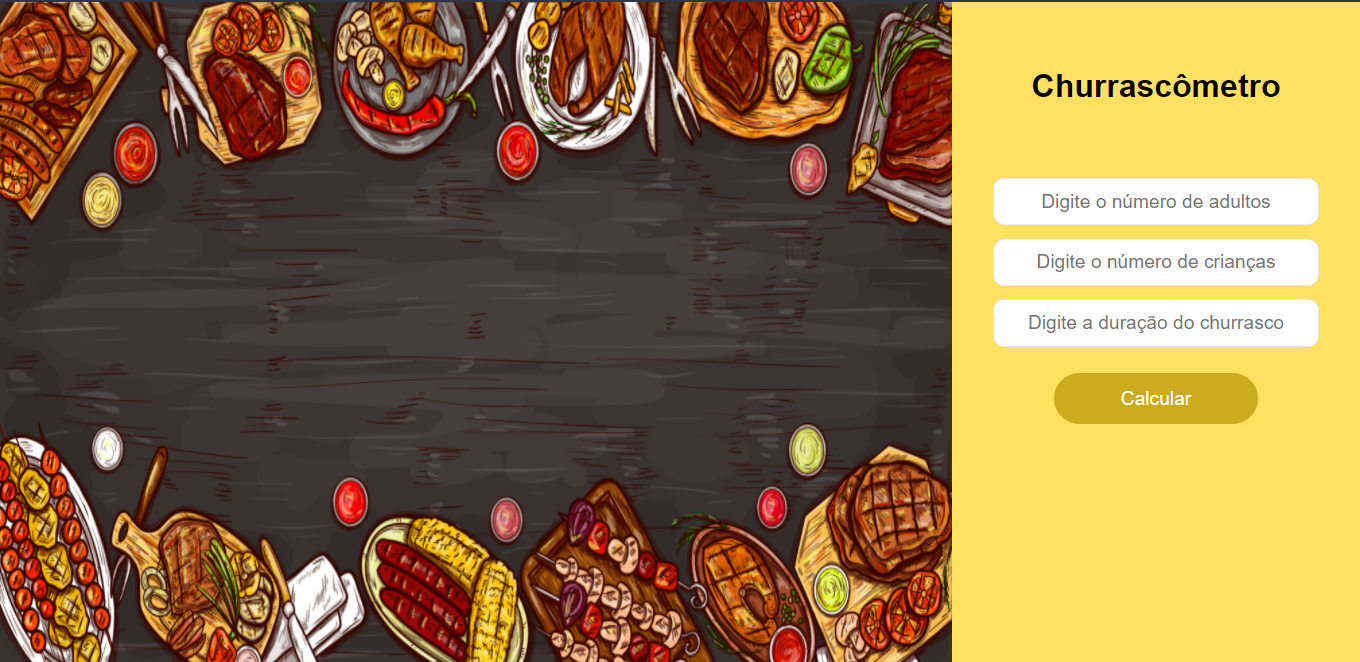 Churrascômetro
Digite o número de adultos
Digite o número de crianças
Digite a duração do churrasco
Calcular